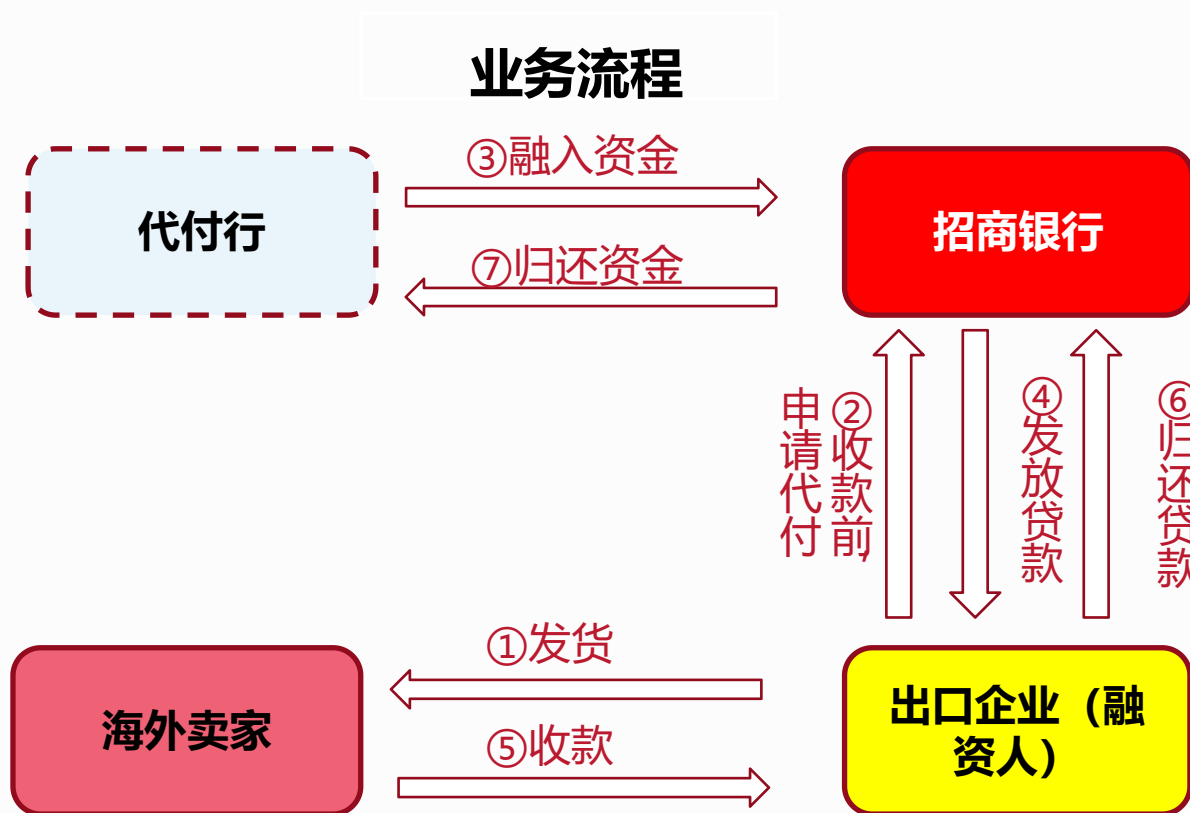 业务流程
③融入资金
代付行
招商银行
⑦归还资金
②收款前,
申请代付
④发放贷款
⑥归还贷款
①发货
海外卖家
出口企业（融
资人）
⑤收款